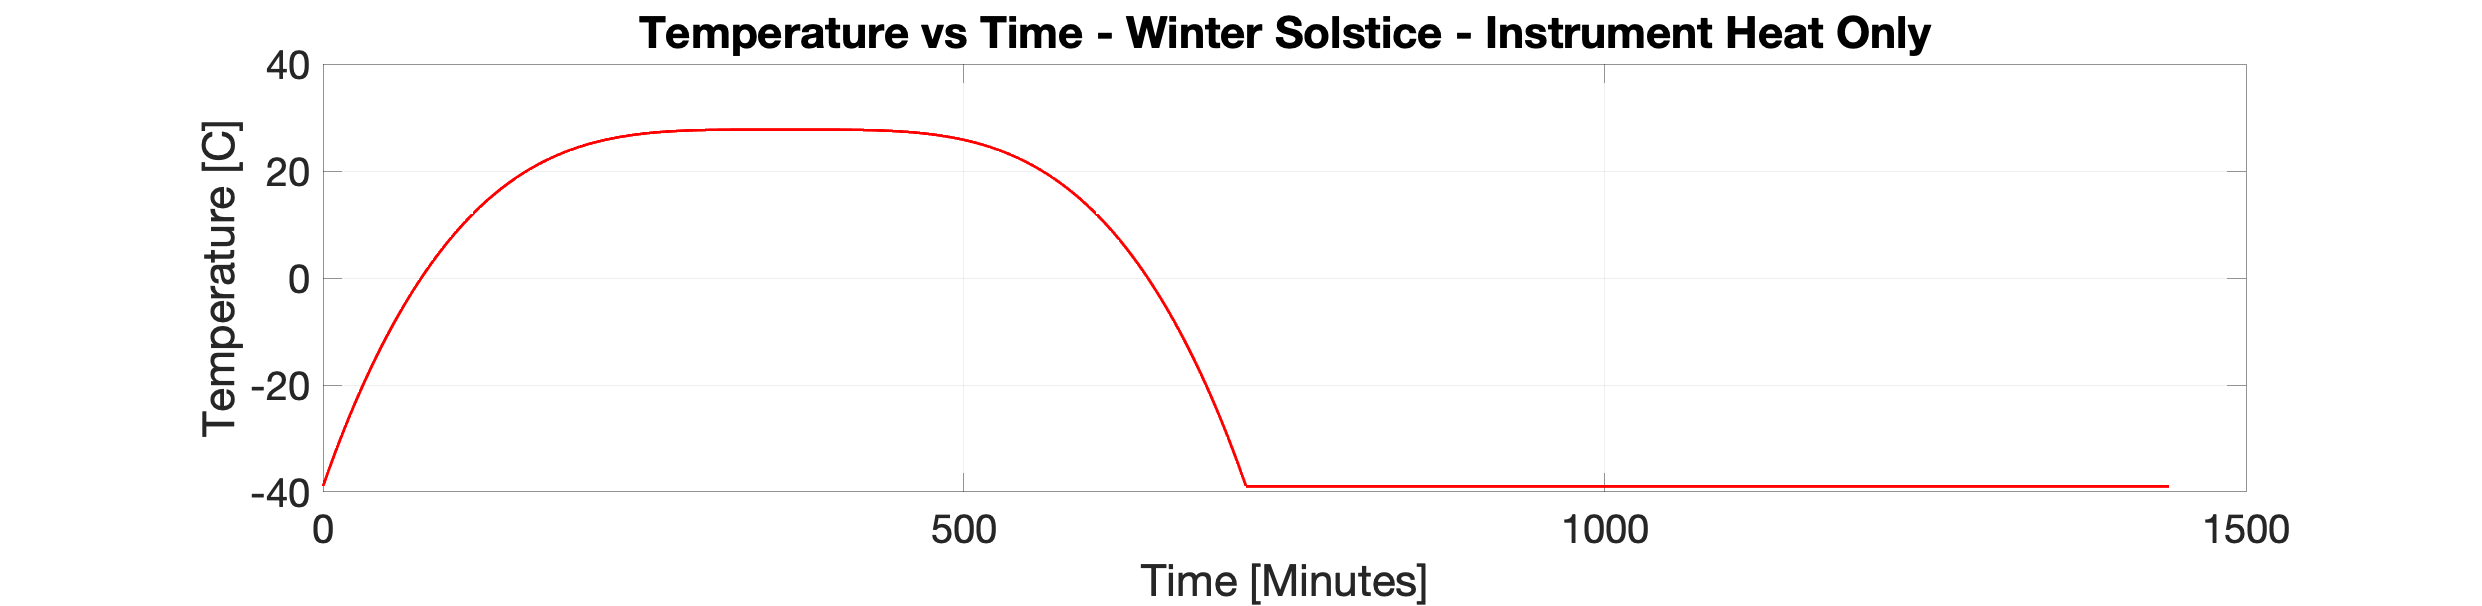 Temperature vs Time - Winter Solstice - Instrument Heat Only
Temperature [C]
40
20
0
-20
-40
0 500 1000 1500
Time [Minutes]